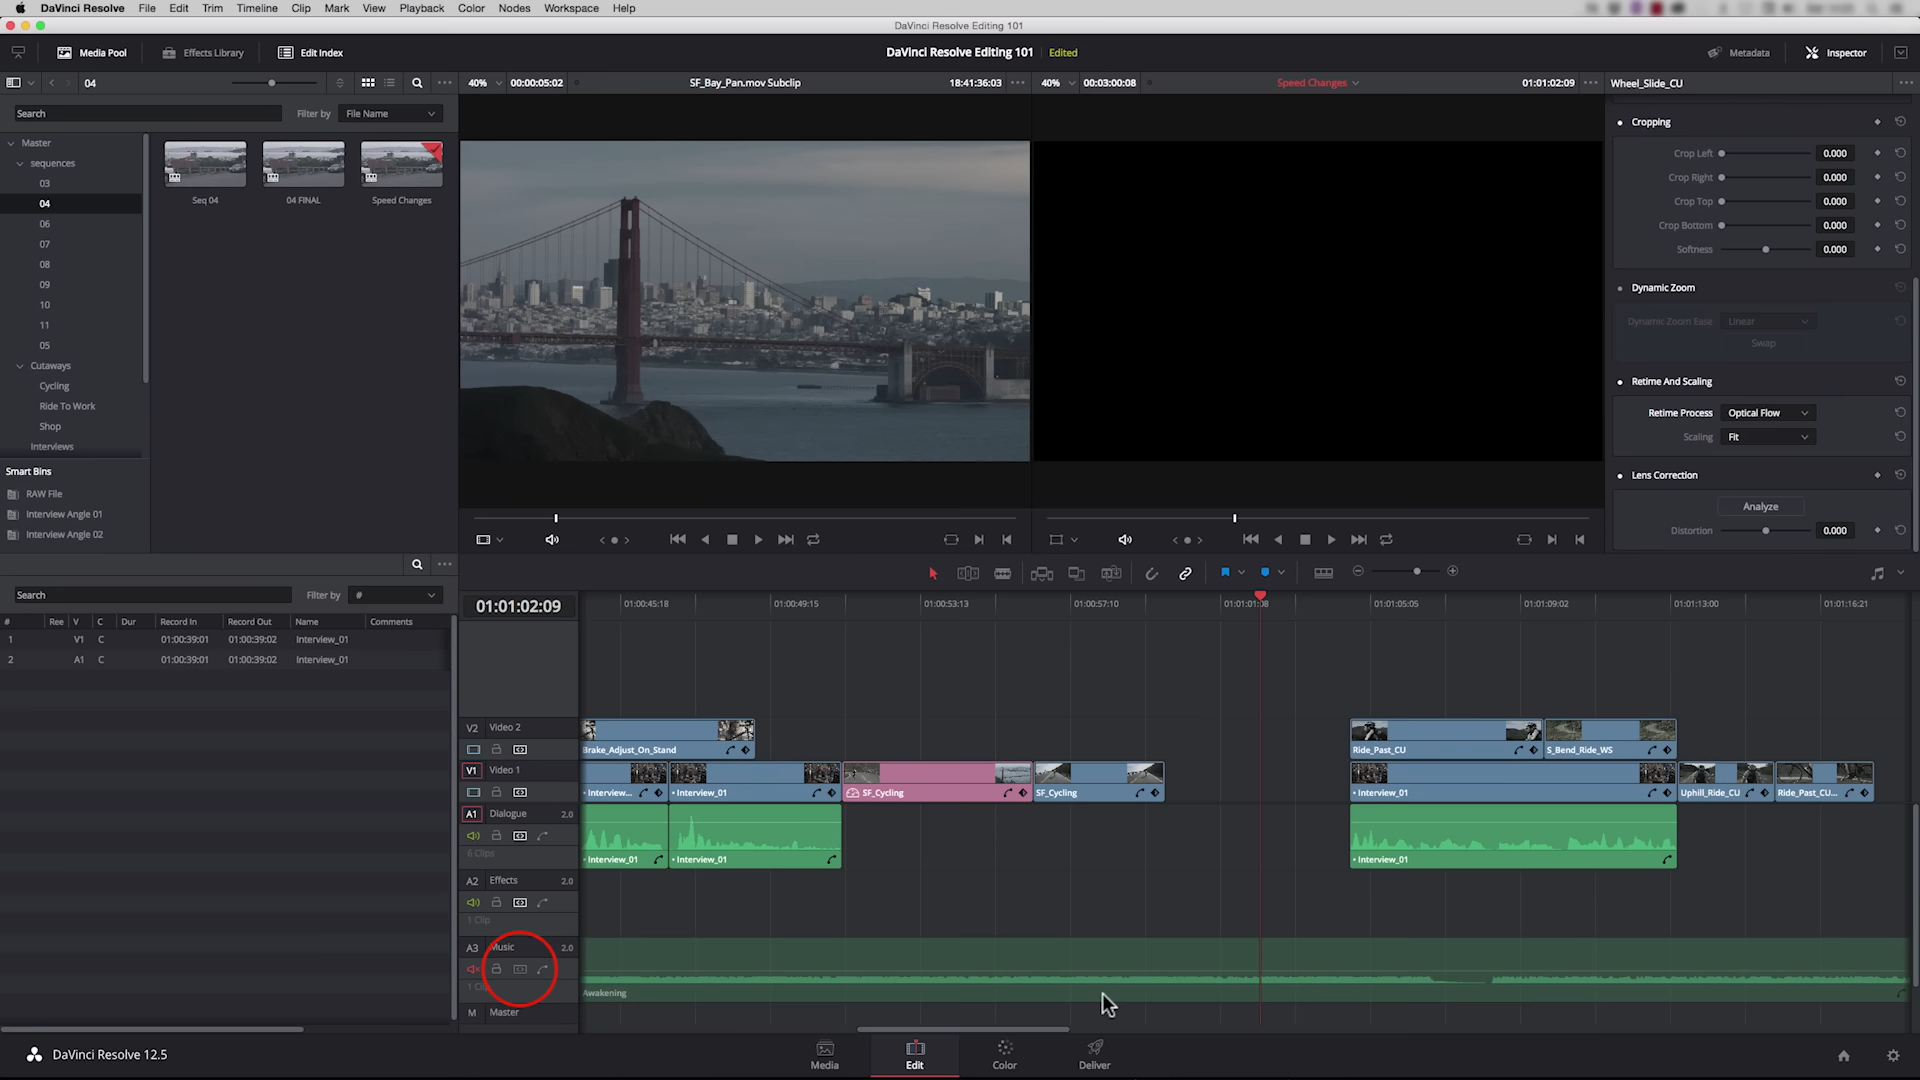 DaVinci Resolve File Edit Trim Timeline Clip Mark View Playback Color Nodes Workspace Help
DaVinci Resolve Editing 101
Media Pool Effects Library Edit Index DaVinci Resolve Editing 101 Edited Metadata Inspector
04 40% 00:00:05:02 SF_Bay_Pan.mov Subclip 18:41:36:03 40% 00:03:00:08 Speed Changes 01:01:02:09 Wheel_Slide_CU
Search Filter by File Name
Master
sequences
03
04
06
07
08
09
10
11
05
Cutaways
Cycling
Ride To Work
Shop
Interviews
Seq 04 04 FINAL Speed Changes
Smart Bins
RAW File
Interview Angle 01
Interview Angle 02
Cropping
Crop Left 0.000
Crop Right 0.000
Crop Top 0.000
Crop Bottom 0.000
Softness 0.000
Dynamic Zoom
Dynamic Zoom Ease Linear
Swap
Retime And Scaling
Retime Process Optical Flow
Scaling Fit
Lens Correction
Analyze
Distortion 0.000
Search Filter by #
# Ree V C Dur Record In Record Out Name Comments
1 V1 C 01:00:39:01 01:00:39:02 Interview_01
2 A1 C 01:00:39:01 01:00:39:02 Interview_01
01:01:02:09 01:00:45:18 01:00:49:15 01:00:53:13 01:00:57:10 01:01:01:08 01:01:05:05 01:01:09:02 01:01:13:00 01:01:16:21
V2 Video 2
Brake_Adjust_On_Stand Ride_Past_CU S_Bend_Ride_WS
V1 Video 1
Interview... Interview_01 SF_Cycling SF_Cycling Interview_01 Uphill_Ride_CU Ride_Past_CU...
A1 Dialogue 2.0
6 Clips Interview_01 Interview_01 Interview_01
A2 Effects 2.0
1 Clip
A3 Music 2.0
Awakening
M Master
DaVinci Resolve 12.5 Media Edit Color Deliver